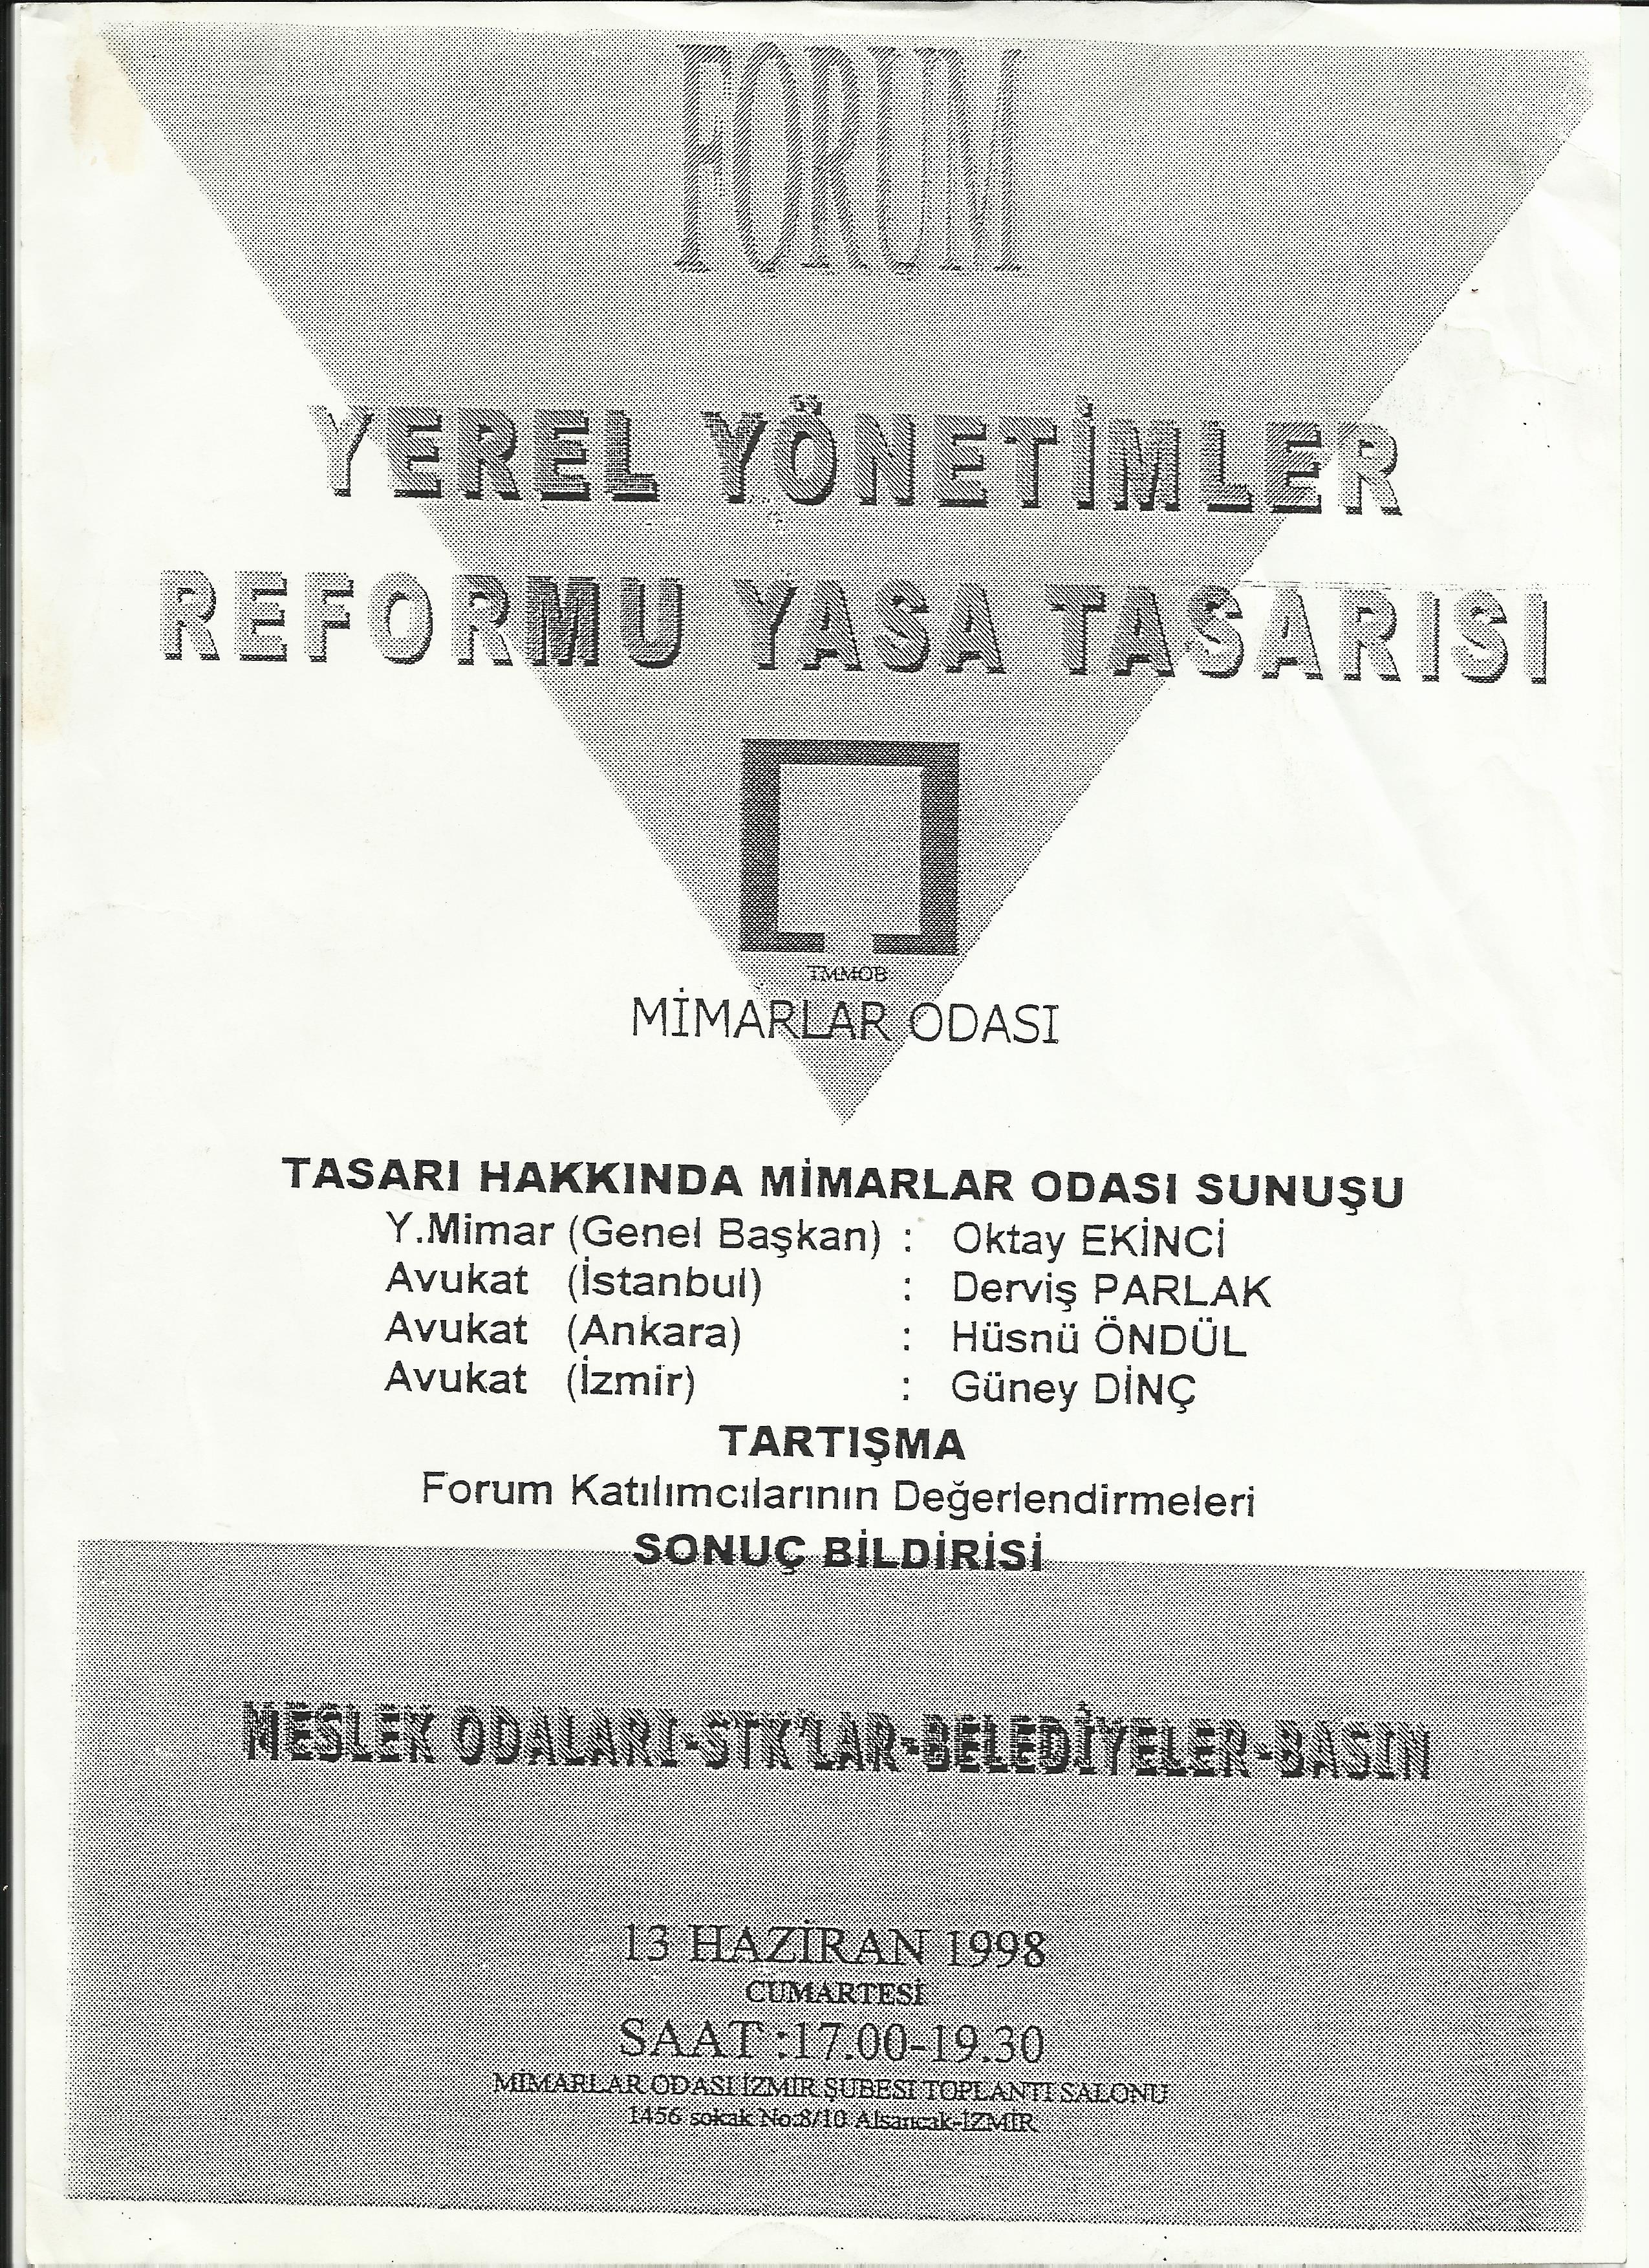 FORUM
YEREL YÖNETİMLER
REFORMU YASA TASARISI
TMMOB
MİMARLAR ODASI
TASARI HAKKINDA MİMARLAR ODASI SUNUŞU
Y.Mimar (Genel Başkan) : Oktay EKİNCİ
Avukat (İstanbul) : Derviş PARLAK
Avukat (Ankara) : Hüsnü ÖNDÜL
Avukat (İzmir) : Güney DİNÇ
TARTIŞMA
Forum Katılımcılarının Değerlendirmeleri
SONUÇ BİLDİRİSİ
MESLEK ODALARI-STK'LAR-BELEDİYELER-BASIN
13 HAZİRAN 1998
CUMARTESİ
SAAT :17.00-19.30
MİMARLAR ODASI İZMİR ŞUBESİ TOPLANTI SALONU
1456 sokak No:8/10 Alsancak-İZMİR